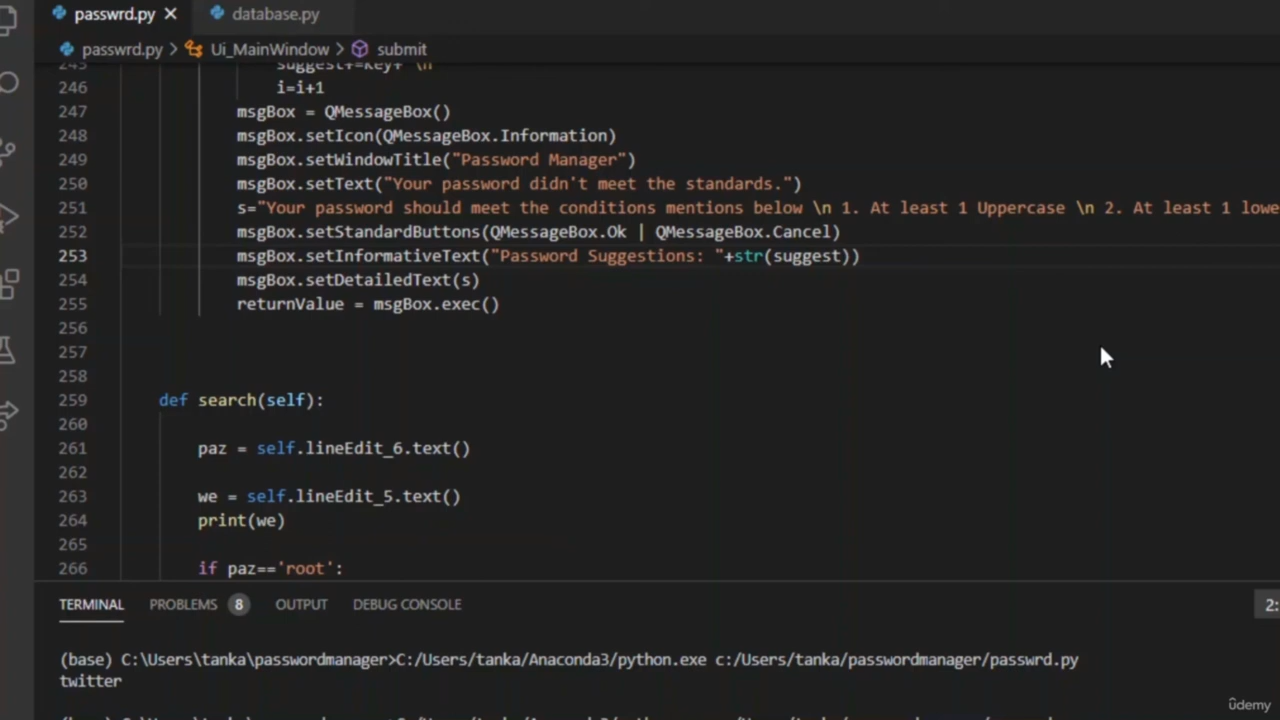 passwrd.py
database.py
passwrd.py > Ui_MainWindow > submit
245 suggest+=key+ \n
246 i=i+1
247 msgBox = QMessageBox()
248 msgBox.setIcon(QMessageBox.Information)
249 msgBox.setWindowTitle("Password Manager")
250 msgBox.setText("Your password didn't meet the standards.")
251 s="Your password should meet the conditions mentions below \n 1. At least 1 Uppercase \n 2. At least 1 lowe
252 msgBox.setStandardButtons(QMessageBox.Ok | QMessageBox.Cancel)
253 msgBox.setInformativeText("Password Suggestions: "+str(suggest))
254 msgBox.setDetailedText(s)
255 returnValue = msgBox.exec()
256
257
258
259 def search(self):
260
261 paz = self.lineEdit_6.text()
262
263 we = self.lineEdit_5.text()
264 print(we)
265
266 if paz=='root':
TERMINAL PROBLEMS 8 OUTPUT DEBUG CONSOLE
2:
(base) C:\Users\tanka\passwordmanager>C:/Users/tanka/Anaconda3/python.exe c:/Users/tanka/passwordmanager/passwrd.py
twitter
ûdemy